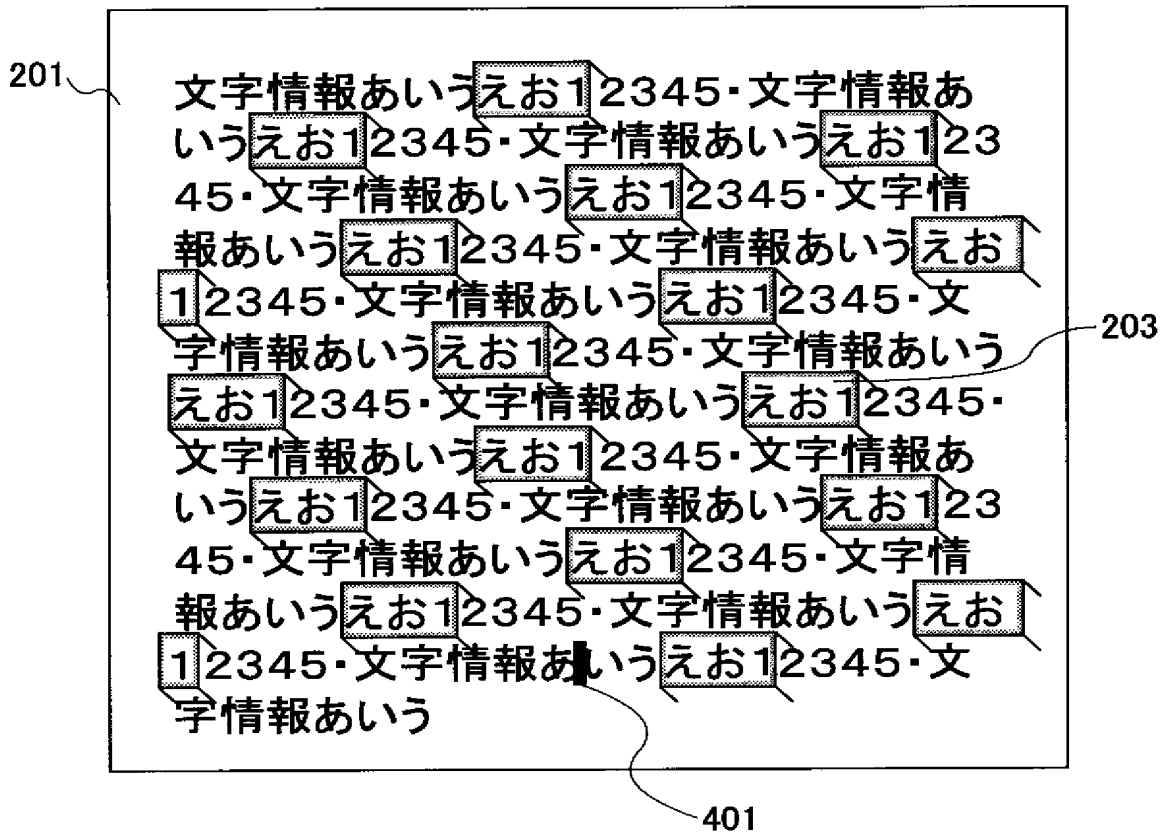 201
文字情報あいうえお12345・文字情報あ
いうえお12345・文字情報あいうえお123
45・文字情報あいうえお12345・文字情
報あいうえお12345・文字情報あいうえお
12345・文字情報あいうえお12345・文
字情報あいうえお12345・文字情報あいう
203
えお12345・文字情報あいうえお12345・
文字情報あいうえお12345・文字情報あ
いうえお12345・文字情報あいうえお123
45・文字情報あいうえお12345・文字情
報あいうえお12345・文字情報あいうえお
12345・文字情報あいうえお12345・文
字情報あいう
401